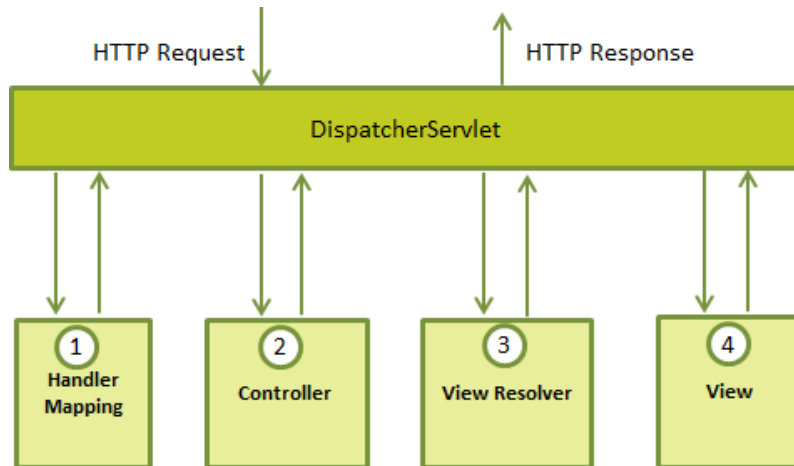 HTTP Request
HTTP Response
DispatcherServlet
1
Handler
Mapping
2
Controller
3
View Resolver
4
View